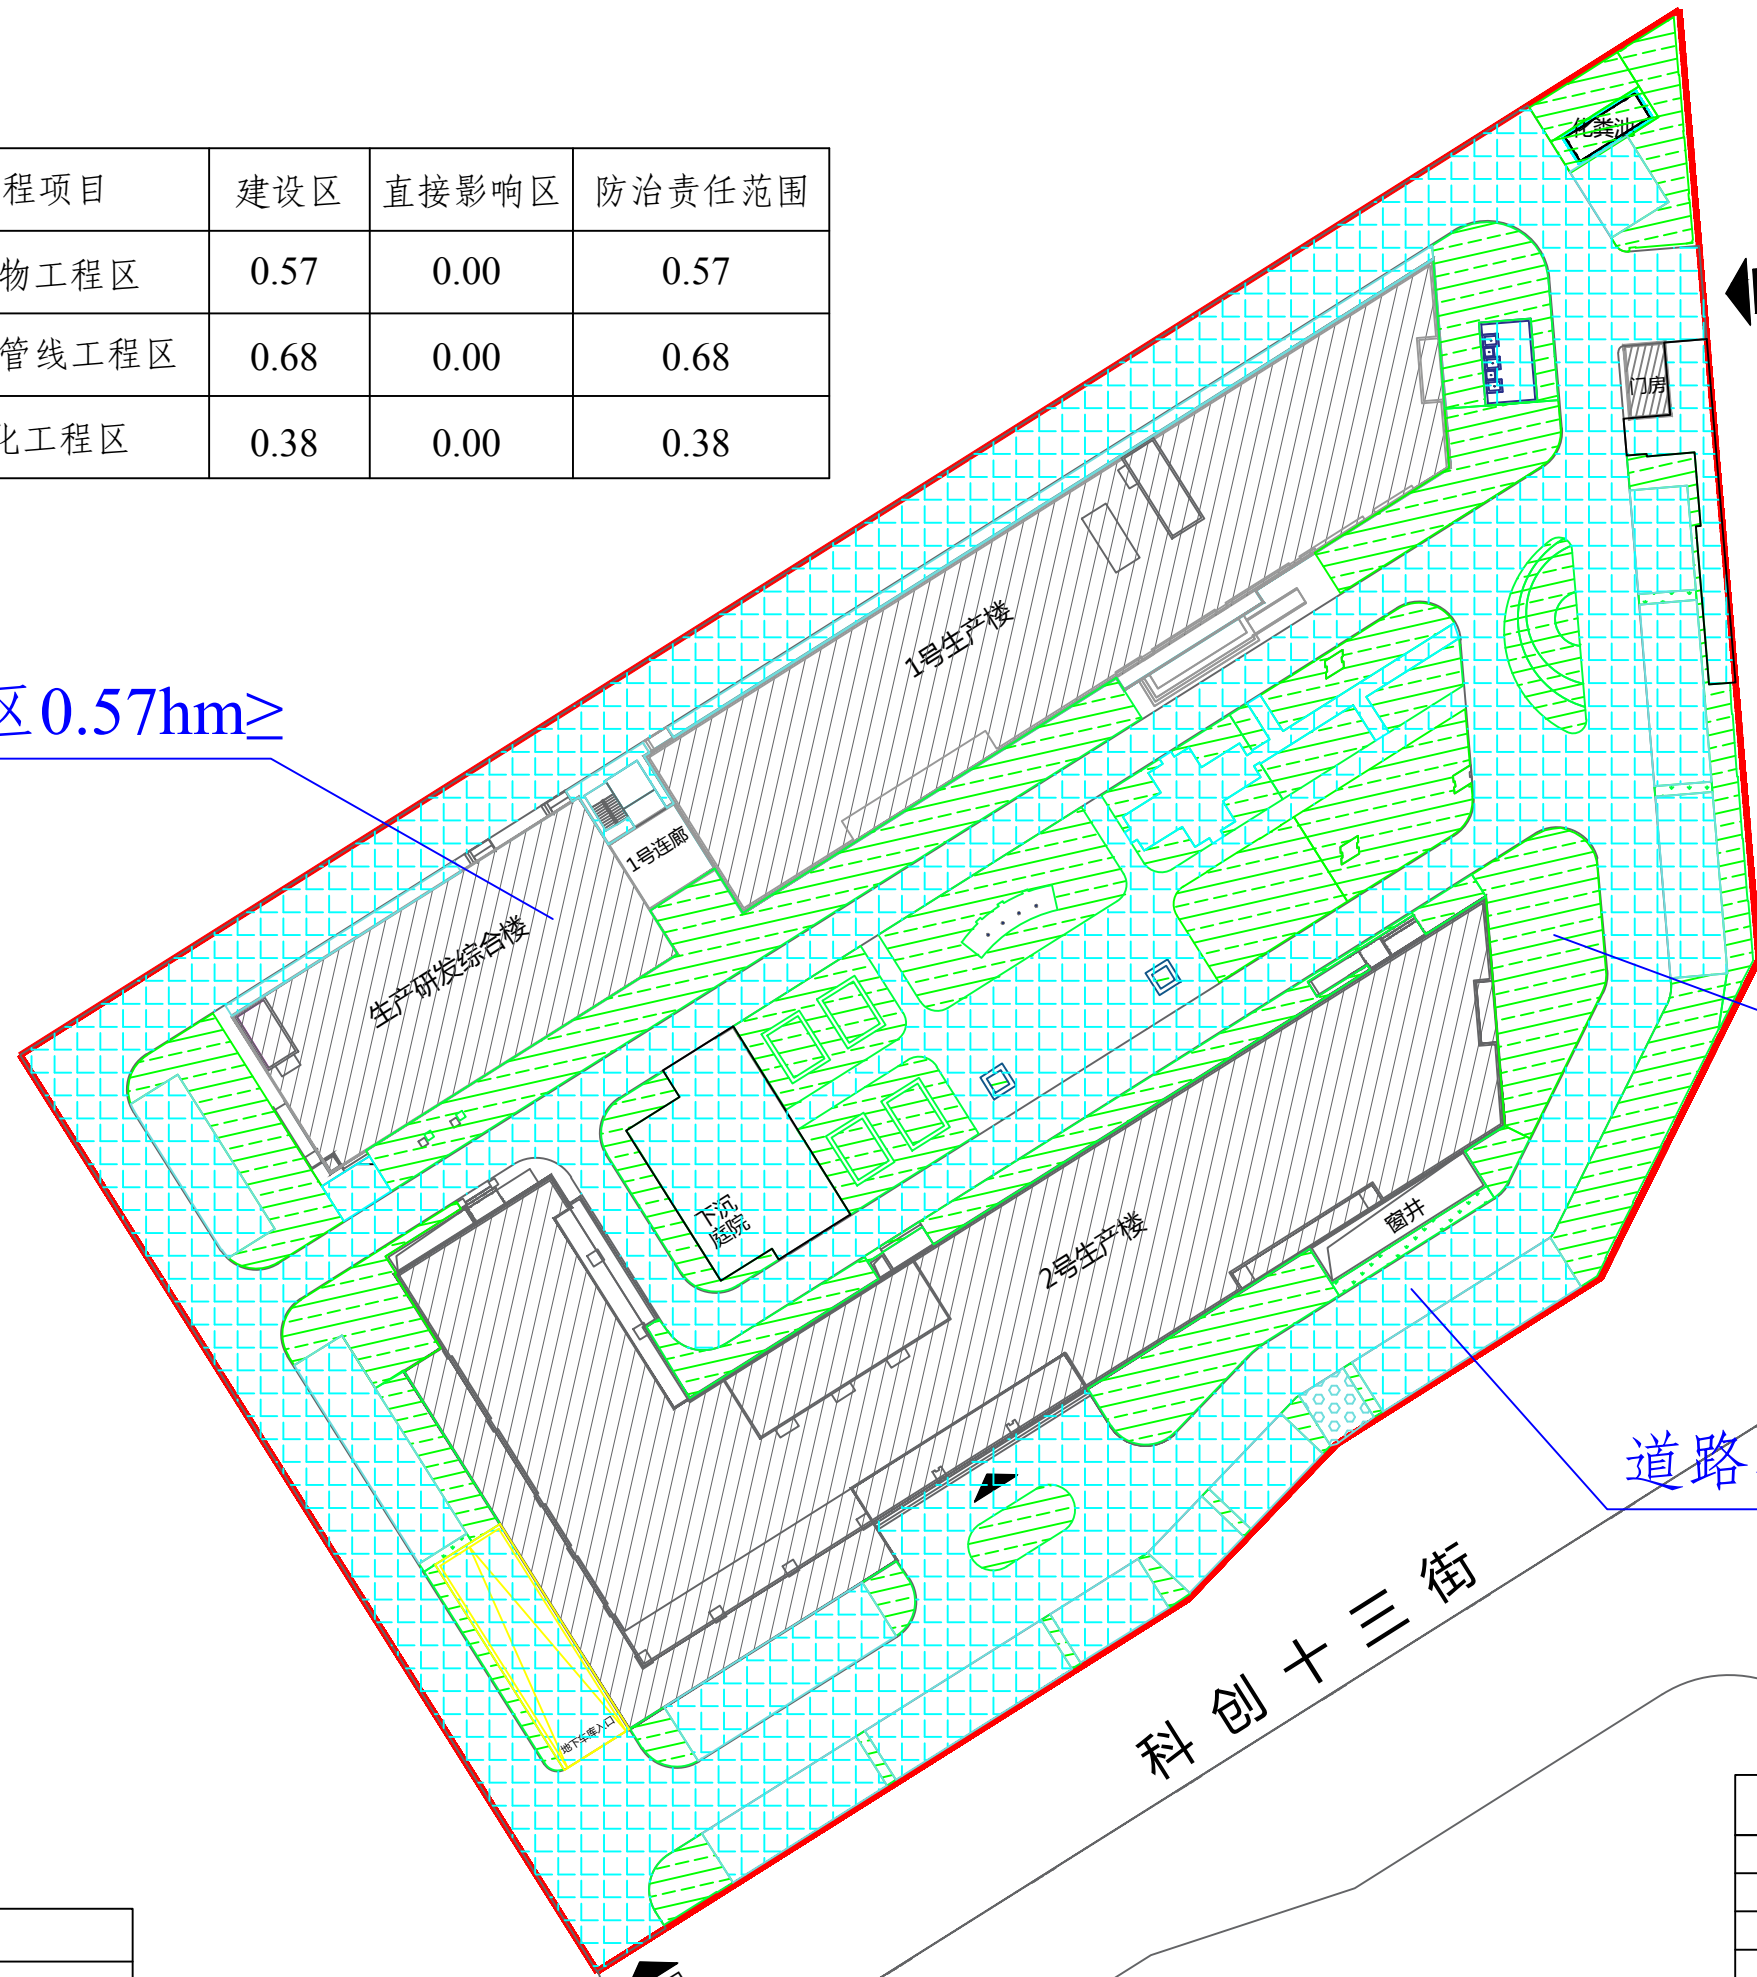 程项目 建设区 直接影响区 防治责任范围
物工程区 0.57 0.00 0.57
管线工程区 0.68 0.00 0.68
化工程区 0.38 0.00 0.38
化粪池
门房
1号生产楼
区0.57hm≥
1号连廊
生产研发综合楼
下沉
庭院
2号生产楼
窗井
道路
地下车库入口
科创十三街